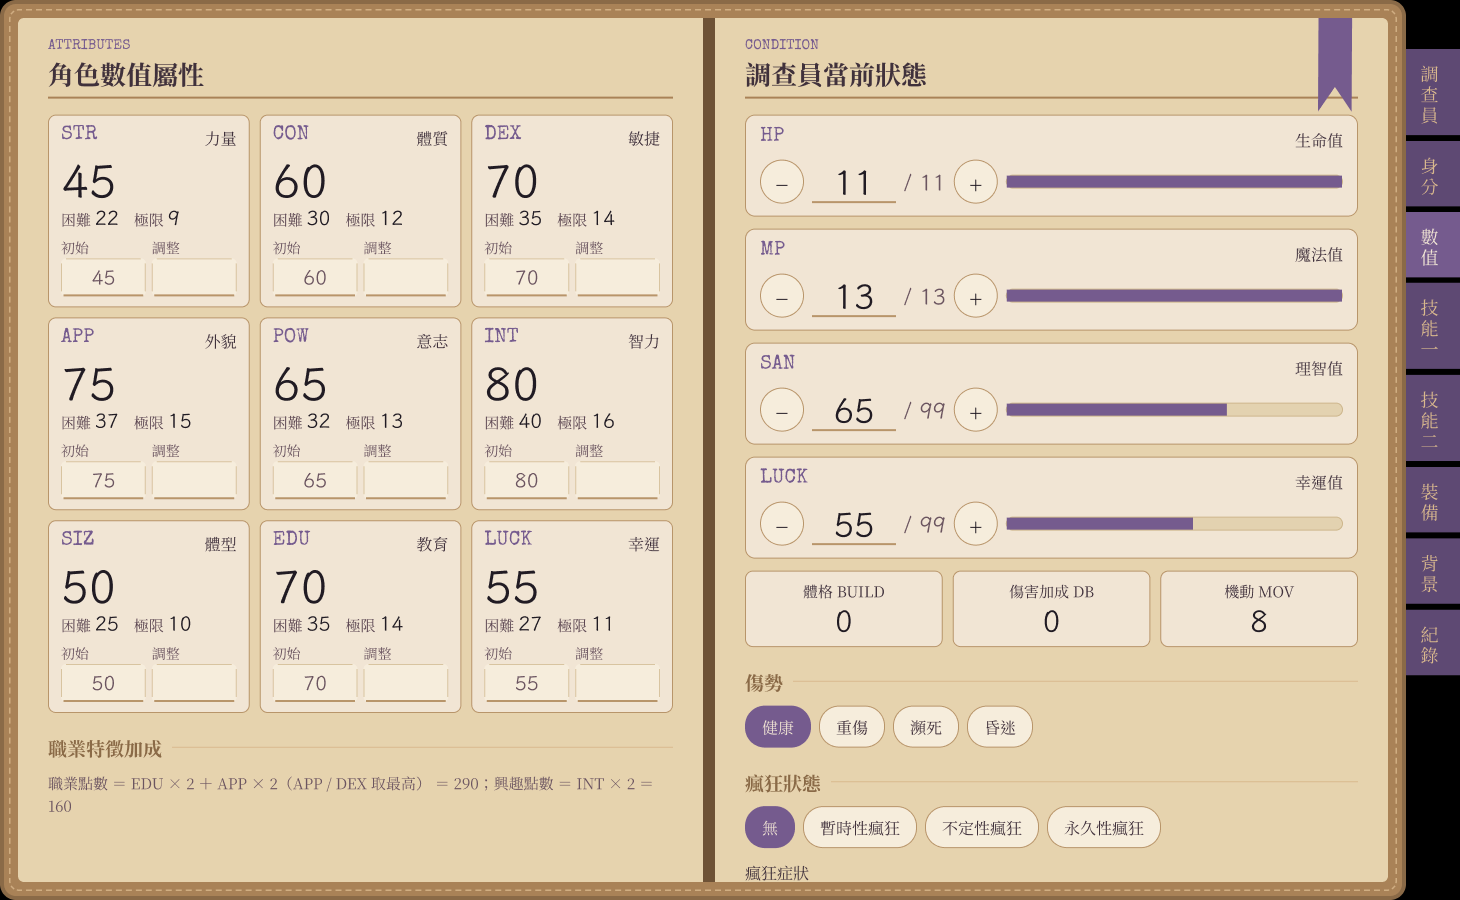 ATTRIBUTES
角色數值屬性
STR 力量
45
困難 22 極限 9
初始 調整
45
CON 體質
60
困難 30 極限 12
初始 調整
60
DEX 敏捷
70
困難 35 極限 14
初始 調整
70
APP 外貌
75
困難 37 極限 15
初始 調整
75
POW 意志
65
困難 32 極限 13
初始 調整
65
INT 智力
80
困難 40 極限 16
初始 調整
80
SIZ 體型
50
困難 25 極限 10
初始 調整
50
EDU 教育
70
困難 35 極限 14
初始 調整
70
LUCK 幸運
55
困難 27 極限 11
初始 調整
55
職業特徵加成
職業點數 = EDU × 2 + APP × 2（APP / DEX 取最高） = 290；興趣點數 = INT × 2 =
160
CONDITION
調查員當前狀態
HP 生命值
− 11 / 11 +
MP 魔法值
− 13 / 13 +
SAN 理智值
− 65 / 99 +
LUCK 幸運值
− 55 / 99 +
體格 BUILD
0
傷害加成 DB
0
機動 MOV
8
傷勢
健康 重傷 瀕死 昏迷
瘋狂狀態
無 暫時性瘋狂 不定性瘋狂 永久性瘋狂
瘋狂症狀
調查員
身分
數值
技能一
技能二
裝備
背景
紀錄